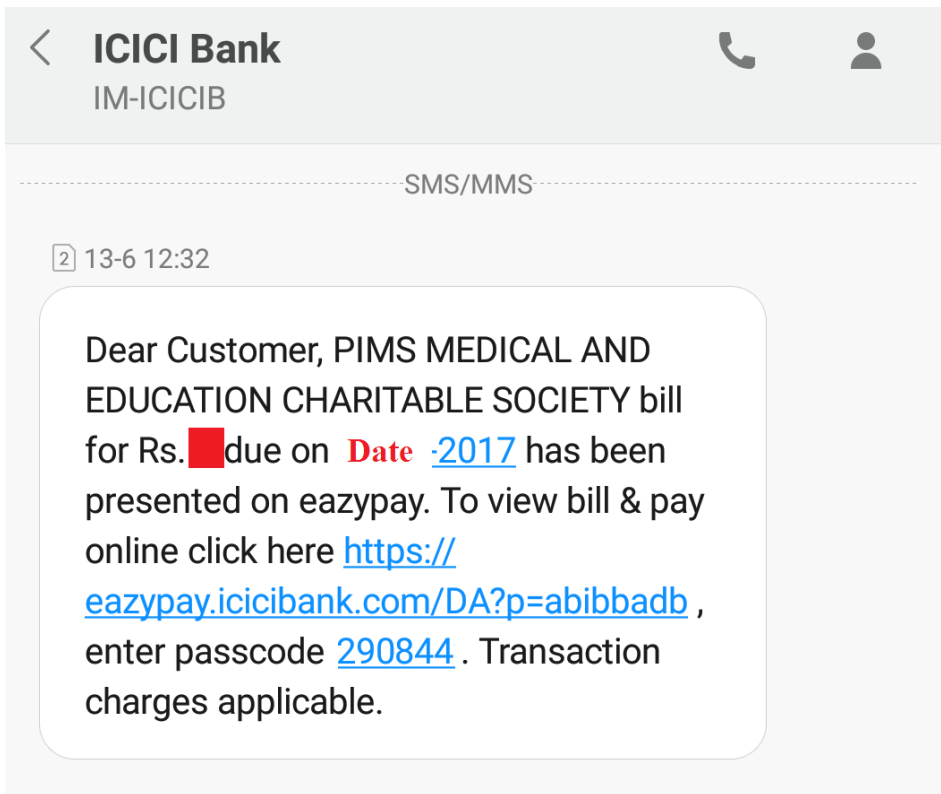 ICICI Bank
IM-ICICIB
SMS/MMS
2 13-6 12:32
Dear Customer, PIMS MEDICAL AND
EDUCATION CHARITABLE SOCIETY bill
for Rs. due on Date -2017 has been
presented on eazypay. To view bill & pay
online click here https://
eazypay.icicibank.com/DA?p=abibbadb ,
enter passcode 290844 . Transaction
charges applicable.